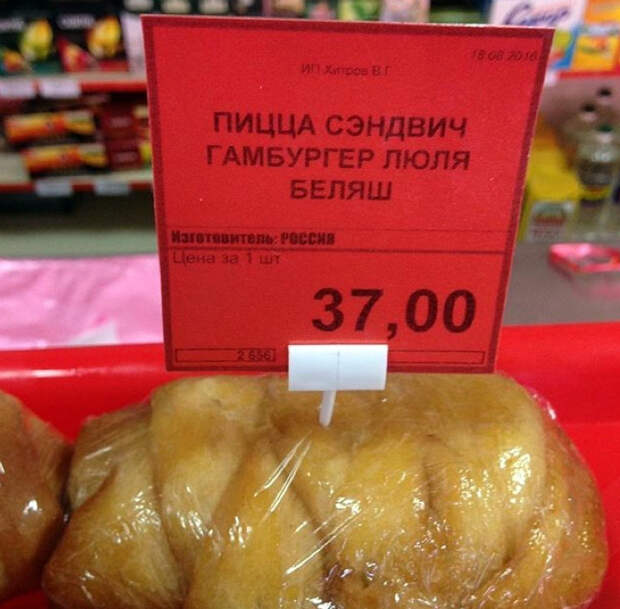 18 08 2016
ИП Хитров В.Г
ПИЦЦА СЭНДВИЧ
ГАМБУРГЕР ЛЮЛЯ
БЕЛЯШ
Изготовитель: РОССИЯ
Цена за 1 шт
37,00
2 656